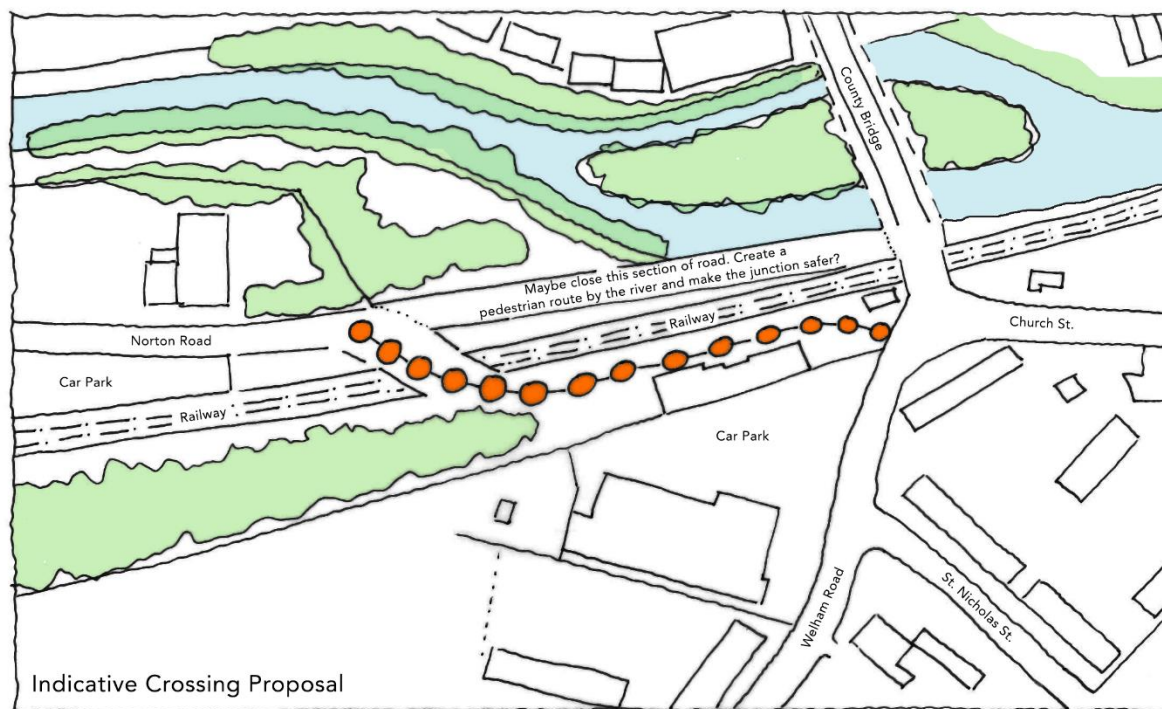 County Bridge
Maybe close this section of road. Create a
pedestrian route by the river and make the junction safer?
Railway
Church St.
Norton Road
Car Park
Railway
Car Park
Welham Road
St. Nicholas St.
Indicative Crossing Proposal